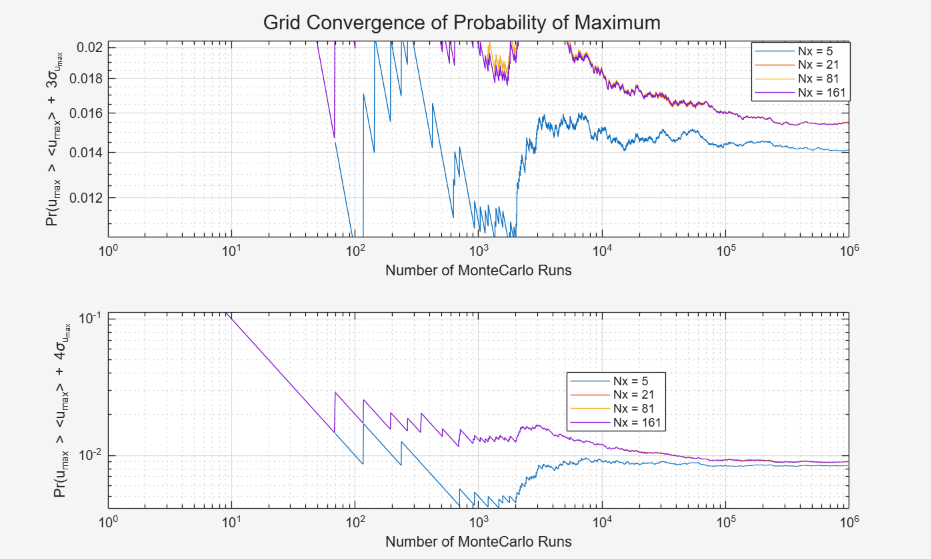 Grid Convergence of Probability of Maximum
Pr(u_max > <u_max> + 3σ_u_max
0.02
0.018
0.016
0.014
0.012
Nx = 5
Nx = 21
Nx = 81
Nx = 161
10^0 10^1 10^2 10^3 10^4 10^5 10^6
Number of MonteCarlo Runs
Pr(u_max > <u_max> + 4σ_u_max
10^-1
10^-2
Nx = 5
Nx = 21
Nx = 81
Nx = 161
10^0 10^1 10^2 10^3 10^4 10^5 10^6
Number of MonteCarlo Runs